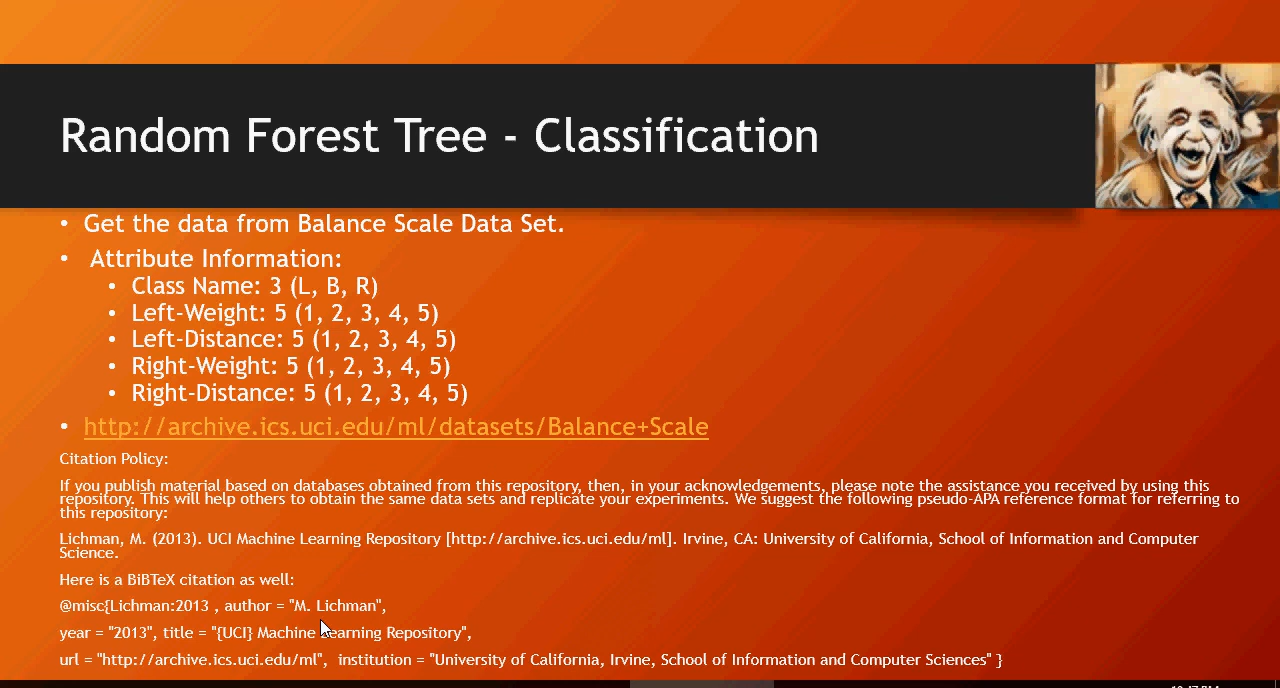 Random Forest Tree - Classification
• Get the data from Balance Scale Data Set.
• Attribute Information:
• Class Name: 3 (L, B, R)
• Left-Weight: 5 (1, 2, 3, 4, 5)
• Left-Distance: 5 (1, 2, 3, 4, 5)
• Right-Weight: 5 (1, 2, 3, 4, 5)
• Right-Distance: 5 (1, 2, 3, 4, 5)
• http://archive.ics.uci.edu/ml/datasets/Balance+Scale
Citation Policy:
If you publish material based on databases obtained from this repository, then, in your acknowledgements, please note the assistance you received by using this
repository. This will help others to obtain the same data sets and replicate your experiments. We suggest the following pseudo-APA reference format for referring to
this repository:
Lichman, M. (2013). UCI Machine Learning Repository [http://archive.ics.uci.edu/ml]. Irvine, CA: University of California, School of Information and Computer
Science.
Here is a BiBTeX citation as well:
@misc{Lichman:2013 , author = "M. Lichman",
year = "2013", title = "{UCI} Machine Learning Repository",
url = "http://archive.ics.uci.edu/ml", institution = "University of California, Irvine, School of Information and Computer Sciences" }